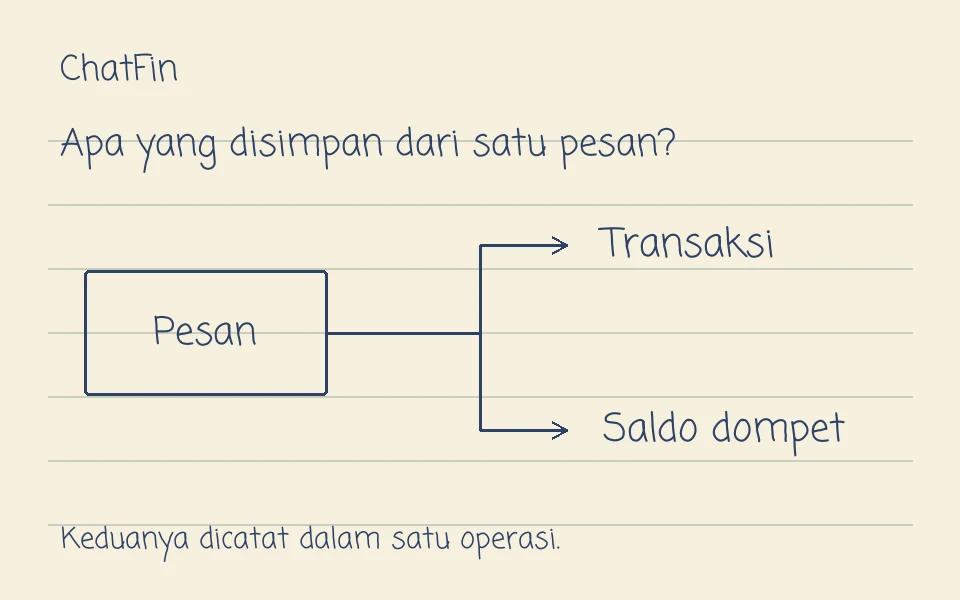 ChatFin
Apa yang disimpan dari satu pesan?
Transaksi
Pesan
Saldo dompet
Keduanya dicatat dalam satu operasi.